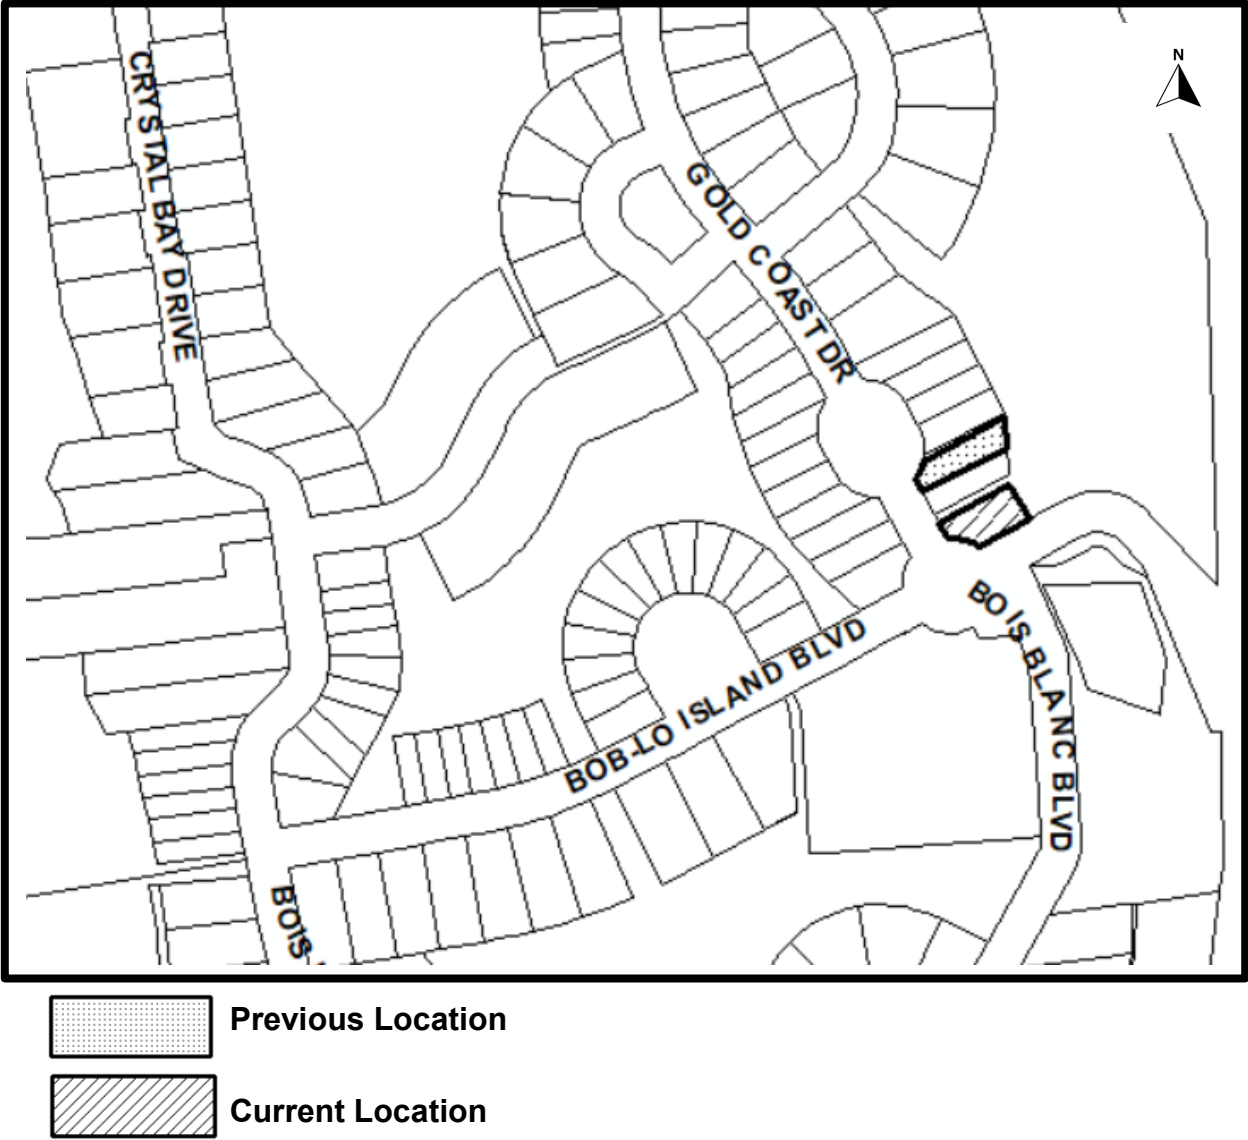 N
CRYSTAL BAY DRIVE
GOLD COAST DR
BOIS BLANC BLVD
BOB-LO ISLAND BLVD
BOIS
Previous Location
Current Location